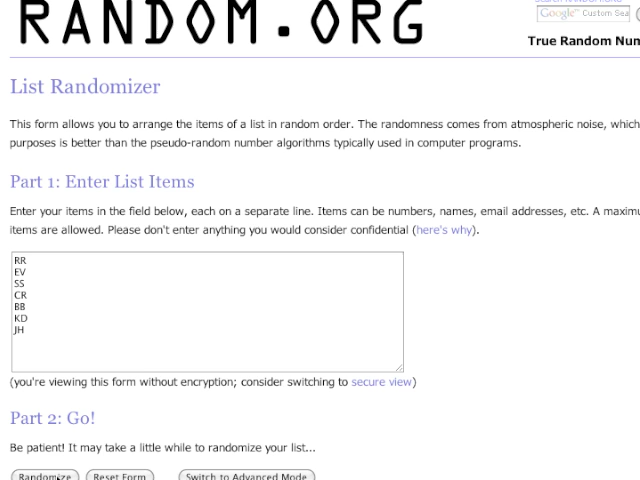 RANDOM.ORG
Google™ Custom Sea
True Random Num
List Randomizer
This form allows you to arrange the items of a list in random order. The randomness comes from atmospheric noise, which
purposes is better than the pseudo-random number algorithms typically used in computer programs.
Part 1: Enter List Items
Enter your items in the field below, each on a separate line. Items can be numbers, names, email addresses, etc. A maximu
items are allowed. Please don't enter anything you would consider confidential (here's why).
RR
EV
SS
CR
BB
KD
JH
(you're viewing this form without encryption; consider switching to secure view)
Part 2: Go!
Be patient! It may take a little while to randomize your list...
Randomize Reset Form Switch to Advanced Mode